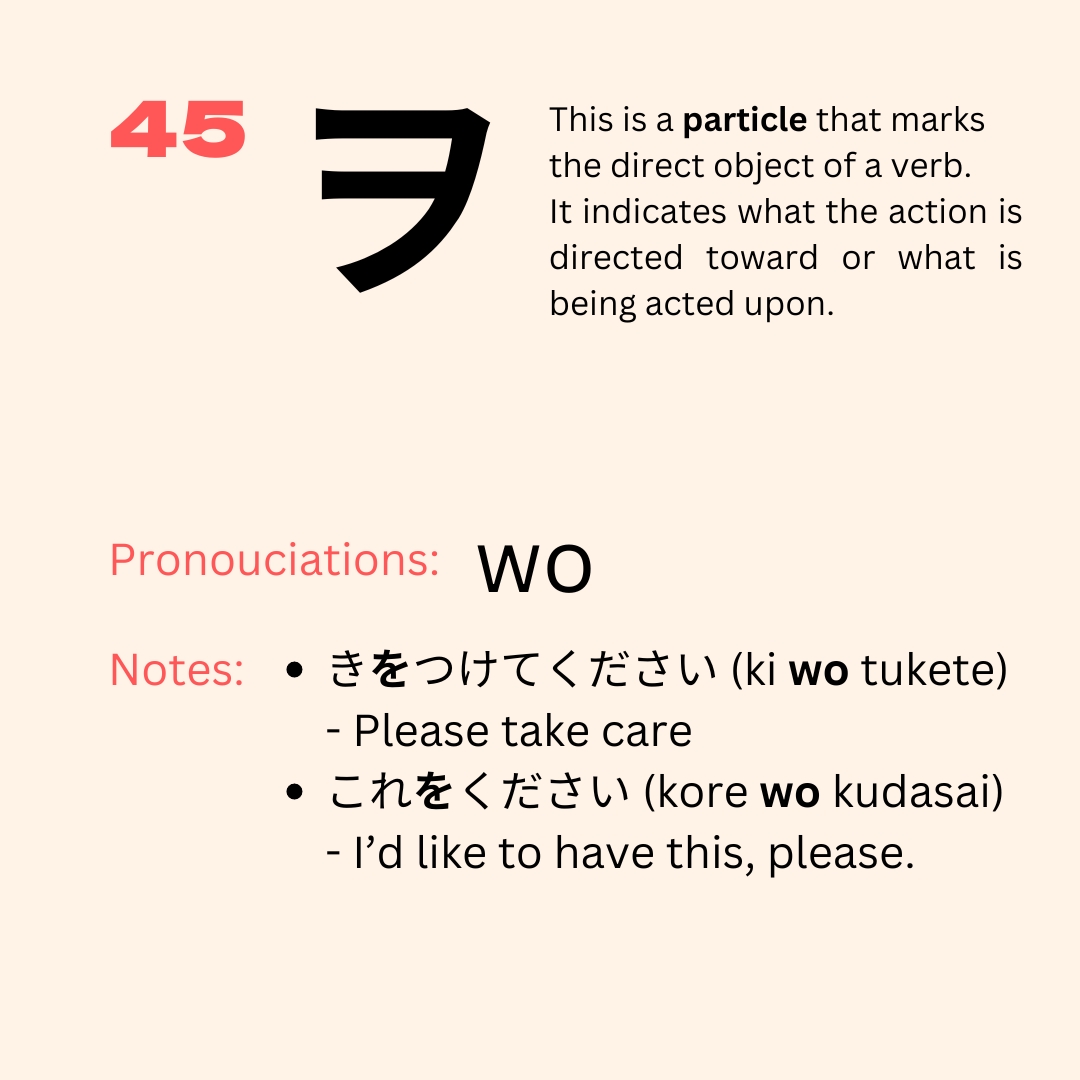 45
ヲ
This is a particle that marks
the direct object of a verb.
It indicates what the action is
directed toward or what is
being acted upon.
Pronouciations: wo
Notes:
• きをつけてください (ki wo tukete)
- Please take care
• これをください (kore wo kudasai)
- I’d like to have this, please.